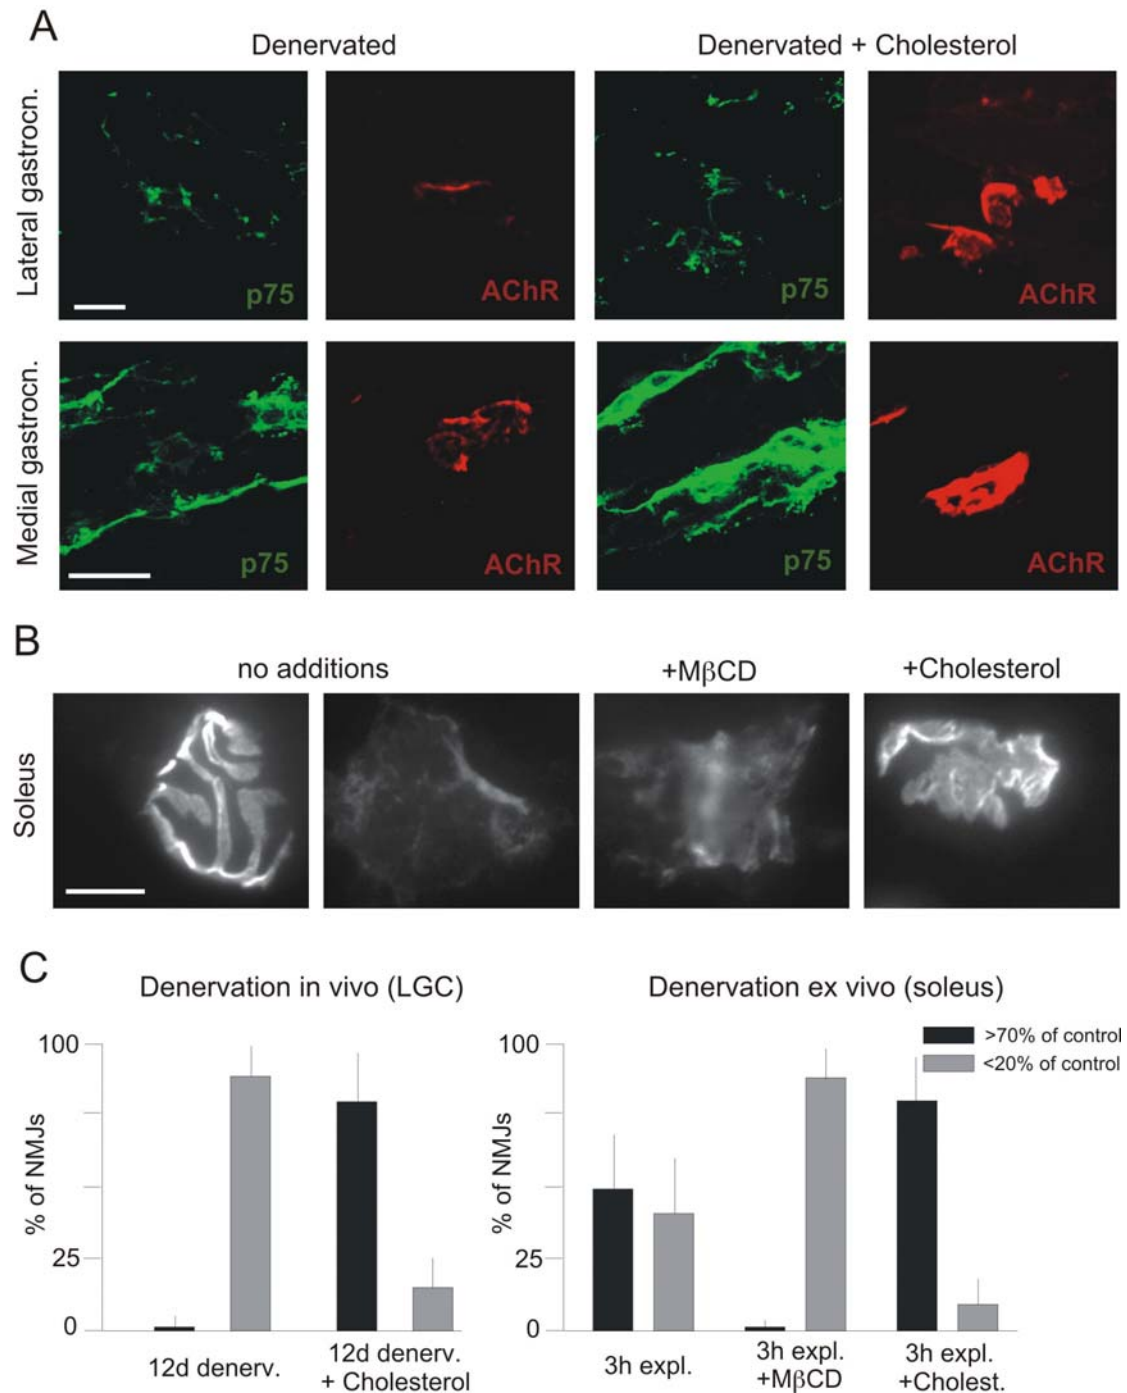 A
Denervated
Denervated + Cholesterol
Lateral gastrocn.
p75
AChR
p75
AChR
Medial gastrocn.
p75
AChR
p75
AChR
B
no additions
+MβCD
+Cholesterol
Soleus
C
Denervation in vivo (LGC)
Denervation ex vivo (soleus)
>70% of control
<20% of control
% of NMJs
100
25
0
12d denerv.
12d denerv.
+ Cholesterol
% of NMJs
100
25
0
3h expl.
3h expl.
+MβCD
3h expl.
+Cholest.